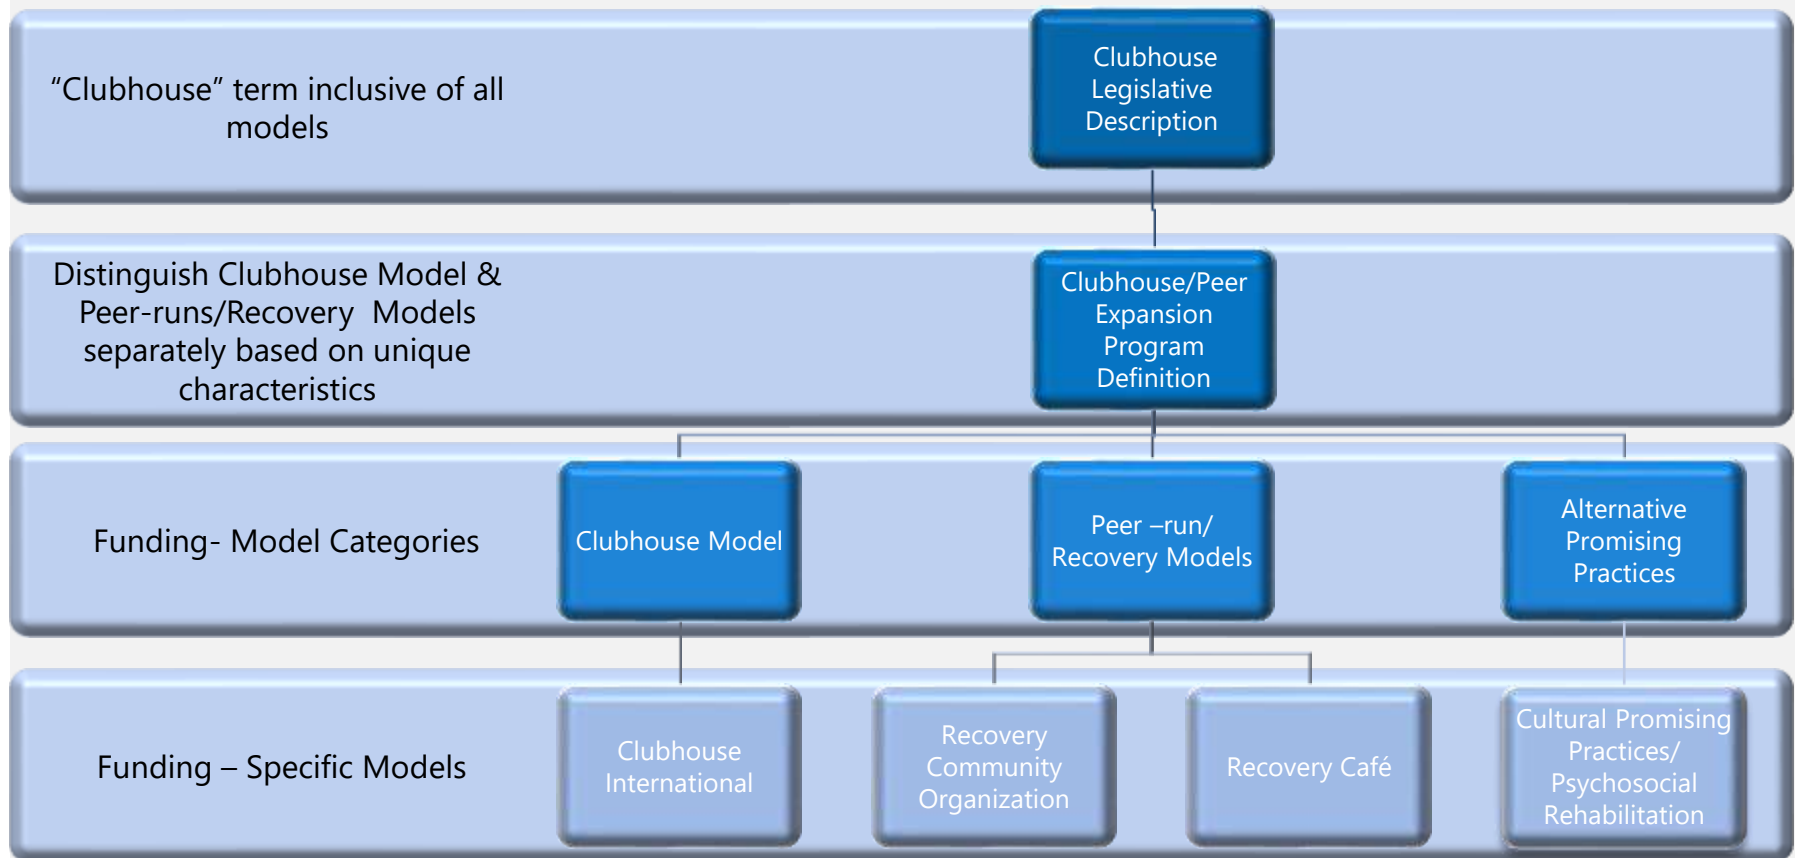 “Clubhouse” term inclusive of all
models
Clubhouse
Legislative
Description
Distinguish Clubhouse Model &
Peer-runs/Recovery  Models
separately based on unique
characteristics
Clubhouse/Peer
Expansion
Program
Definition
Funding- Model Categories
Clubhouse Model
Peer –run/
Recovery Models
Alternative
Promising
Practices
Funding – Specific Models
Clubhouse
International
Recovery
Community
Organization
Recovery Café
Cultural Promising
Practices/
Psychosocial
Rehabilitation